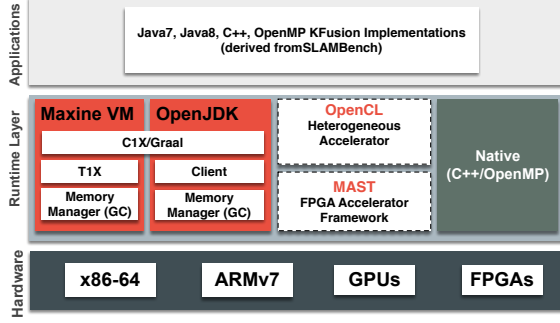 Applications
Java7, Java8, C++, OpenMP KFusion Implementations
(derived fromSLAMBench)
Runtime Layer
Maxine VM
OpenJDK
C1X/Graal
T1X
Client
Memory
Manager (GC)
Memory
Manager (GC)
OpenCL
Heterogeneous
Accelerator
MAST
FPGA Accelerator
Framework
Native
(C++/OpenMP)
Hardware
x86-64
ARMv7
GPUs
FPGAs